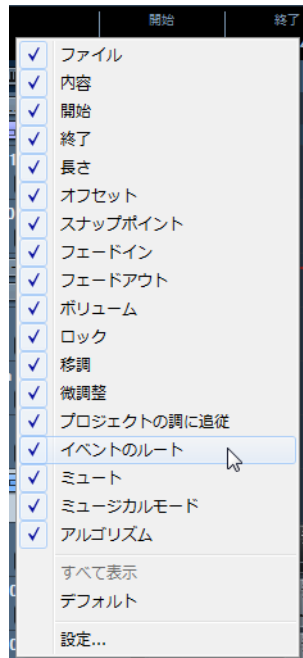 開始 終了
ファイル
内容
開始
終了
長さ
オフセット
スナップポイント
フェードイン
フェードアウト
ボリューム
ロック
移調
微調整
プロジェクトの調に追従
イベントのルート
ミュート
ミュージカルモード
アルゴリズム
すべて表示
デフォルト
設定...